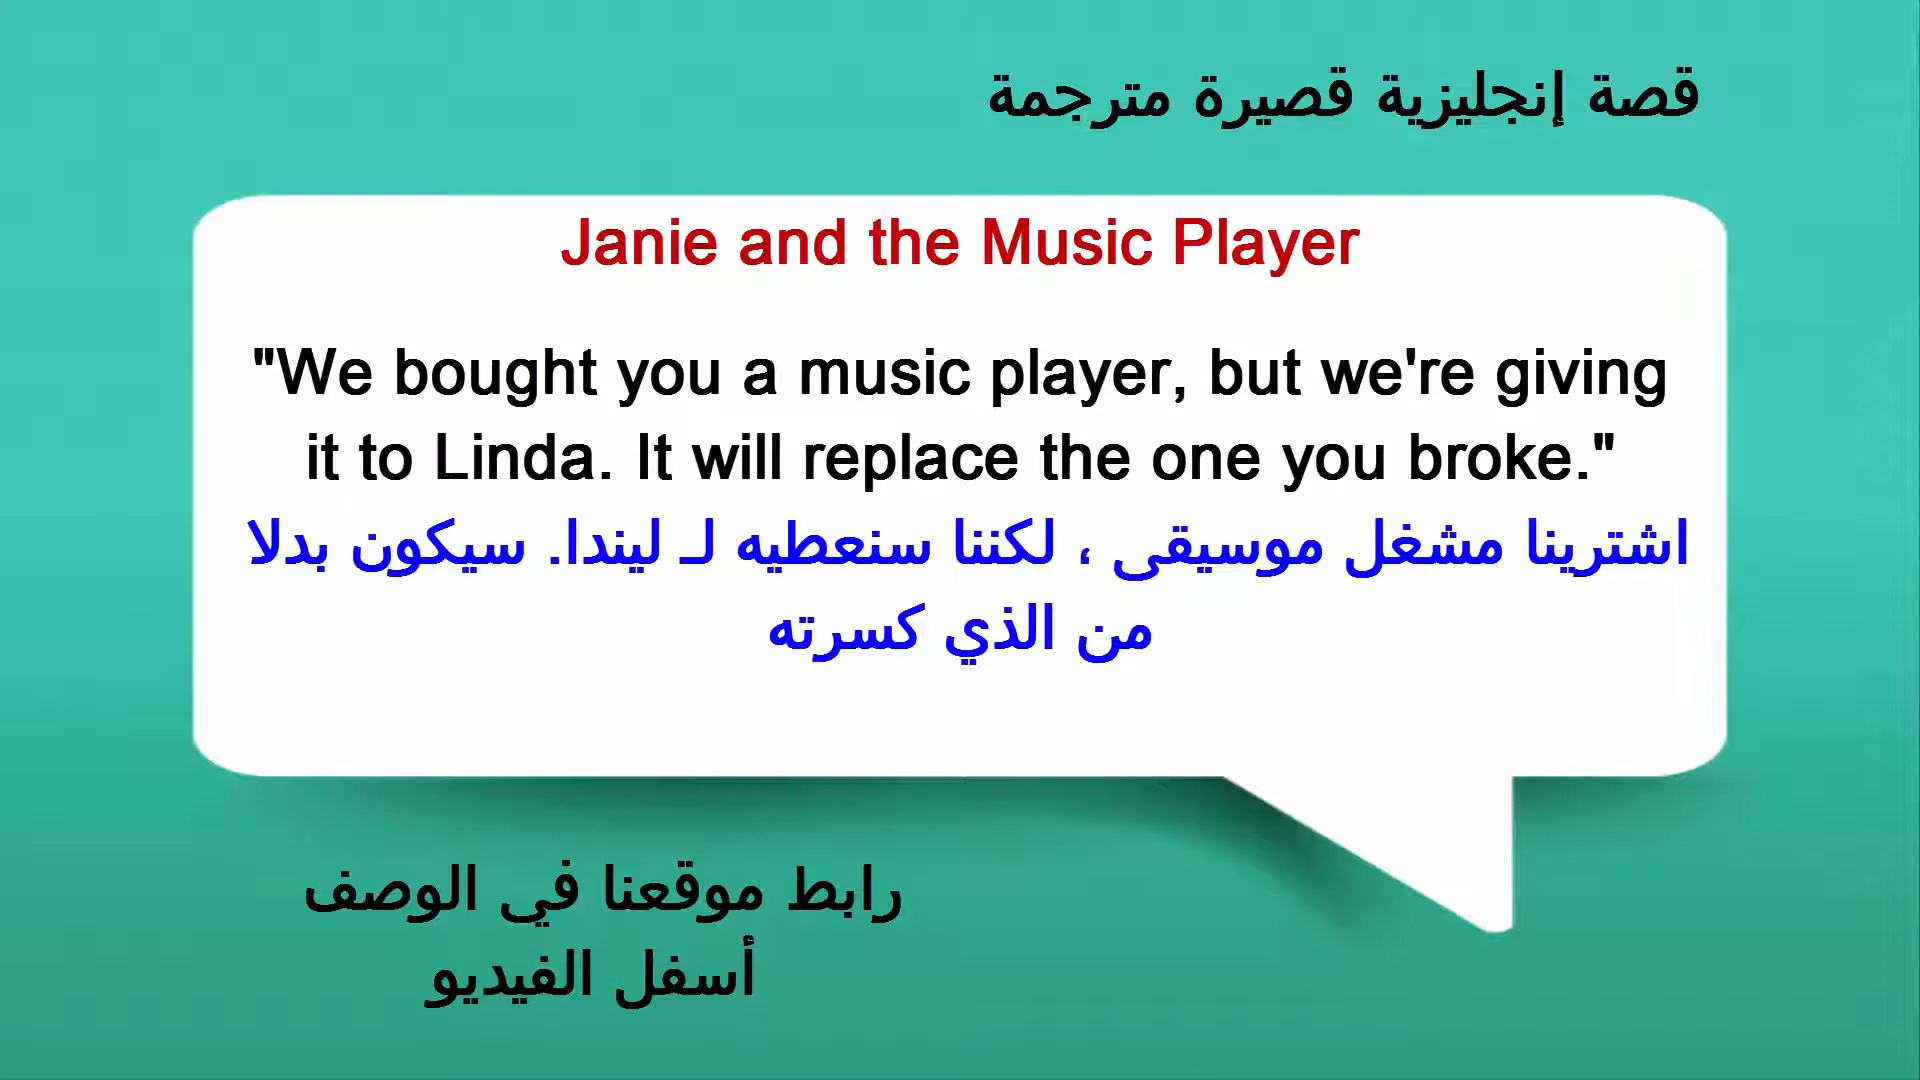 قصة إنجليزية قصيرة مترجمة
Janie and the Music Player
"We bought you a music player, but we're giving
it to Linda. It will replace the one you broke."
اشترينا مشغل موسيقى ، لكننا سنعطيه لـ ليندا. سيكون بدلا
من الذي كسرته
رابط موقعنا في الوصف
أسفل الفيديو